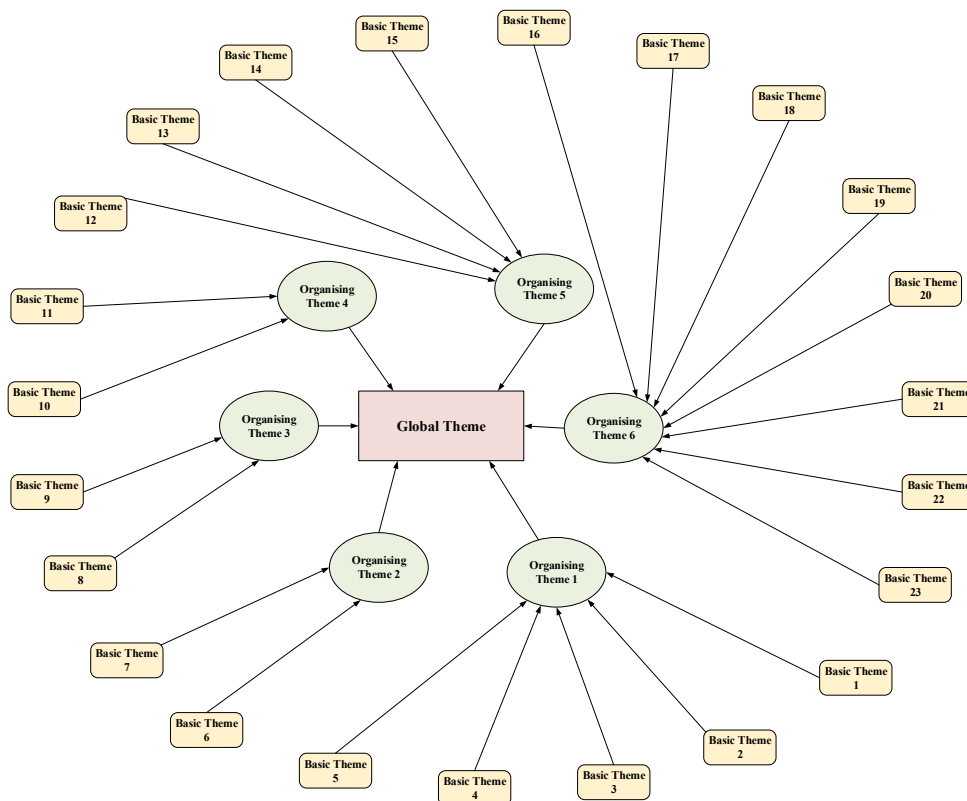 Basic Theme
16
Basic Theme
15
Basic Theme
17
Basic Theme
14
Basic Theme
18
Basic Theme
13
Basic Theme
19
Basic Theme
12
Organising
Theme 5
Organising
Theme 4
Basic Theme
20
Basic Theme
11
Basic Theme
10
Basic Theme
21
Organising
Theme 3
Global Theme
Organising
Theme 6
Basic Theme
9
Basic Theme
22
Basic Theme
8
Organising
Theme 2
Organising
Theme 1
Basic Theme
23
Basic Theme
7
Basic Theme
1
Basic Theme
6
Basic Theme
2
Basic Theme
5
Basic Theme
4
Basic Theme
3